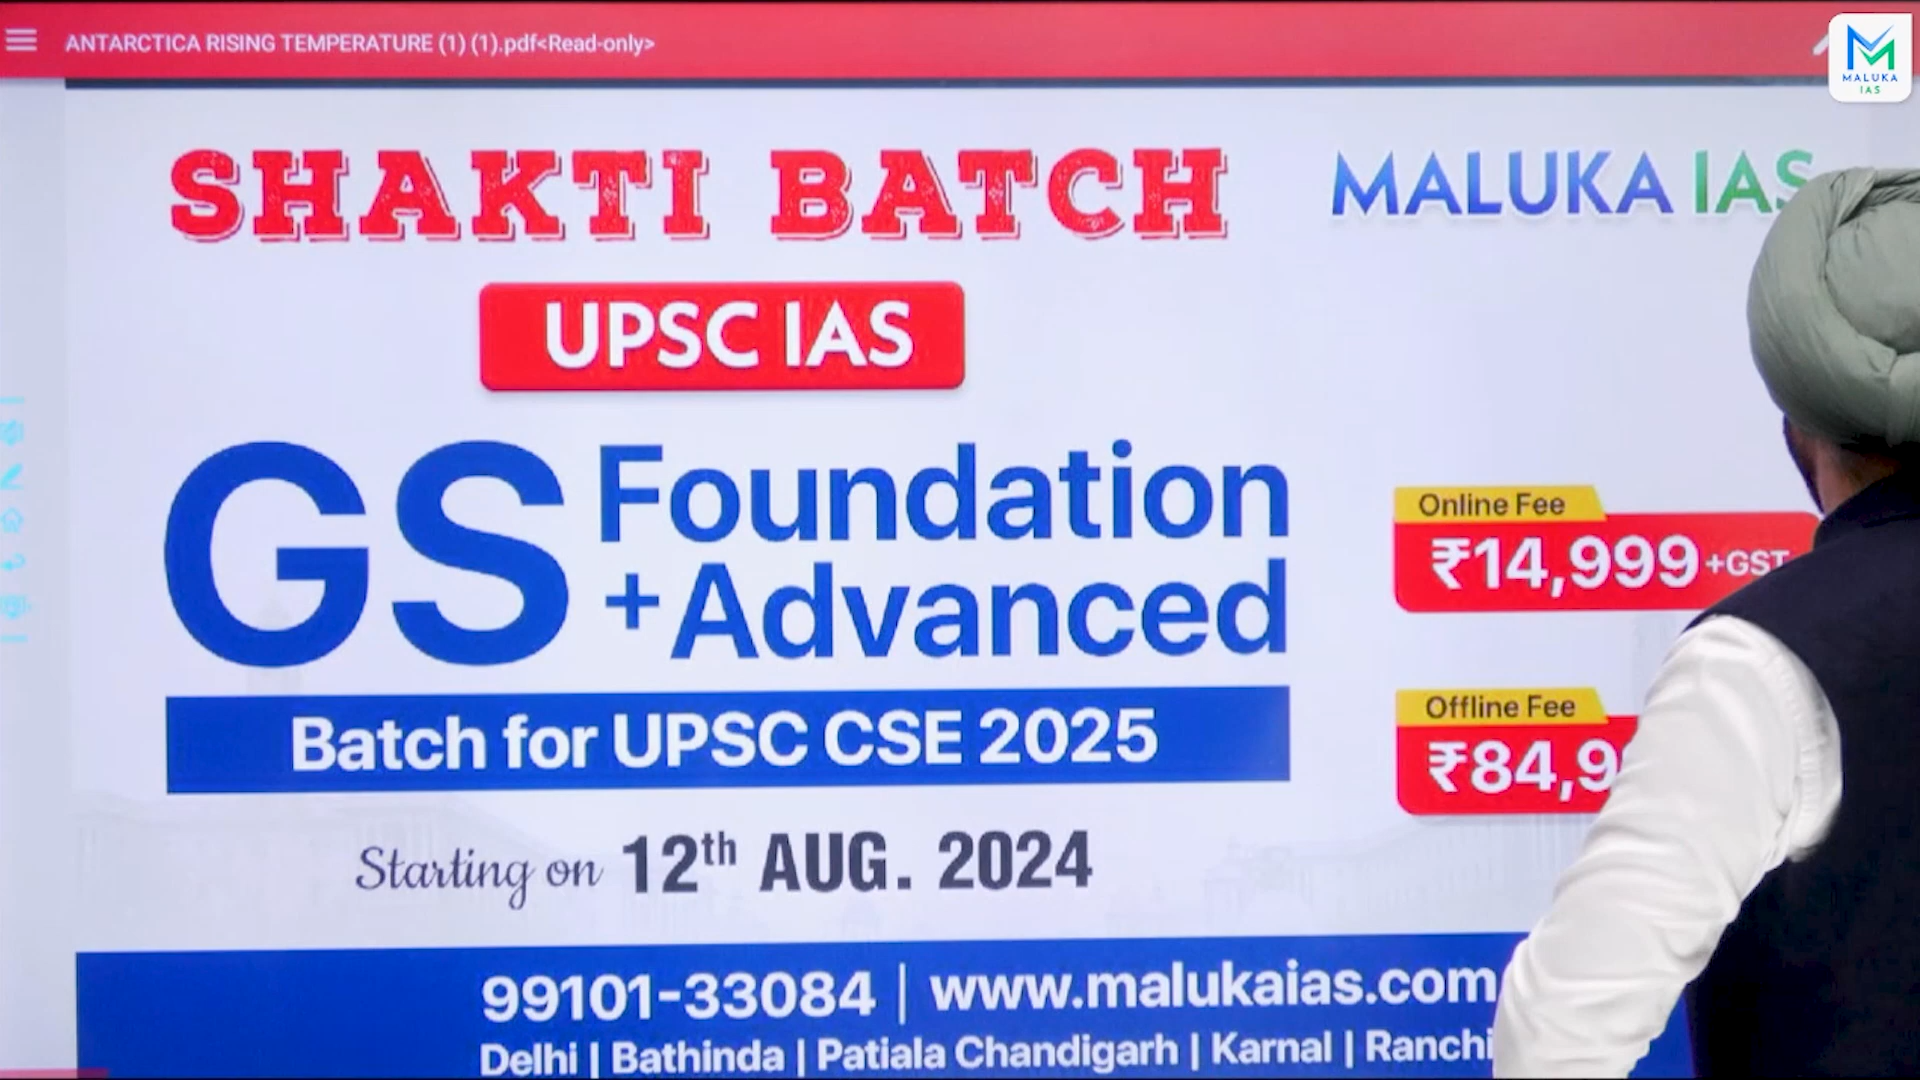 ANTARCTICA RISING TEMPERATURE (1) (1).pdf<Read-only>
MALUKA
IAS
SHAKTI BATCH
MALUKA IAS
UPSC IAS
GS Foundation
+Advanced
Online Fee
₹14,999 +GST
Batch for UPSC CSE 2025
Offline Fee
Starting on 12th AUG. 2024
99101-33084 | www.malukaias.com
Delhi | Bathinda | Patiala Chandigarh | Karnal | Ranchi